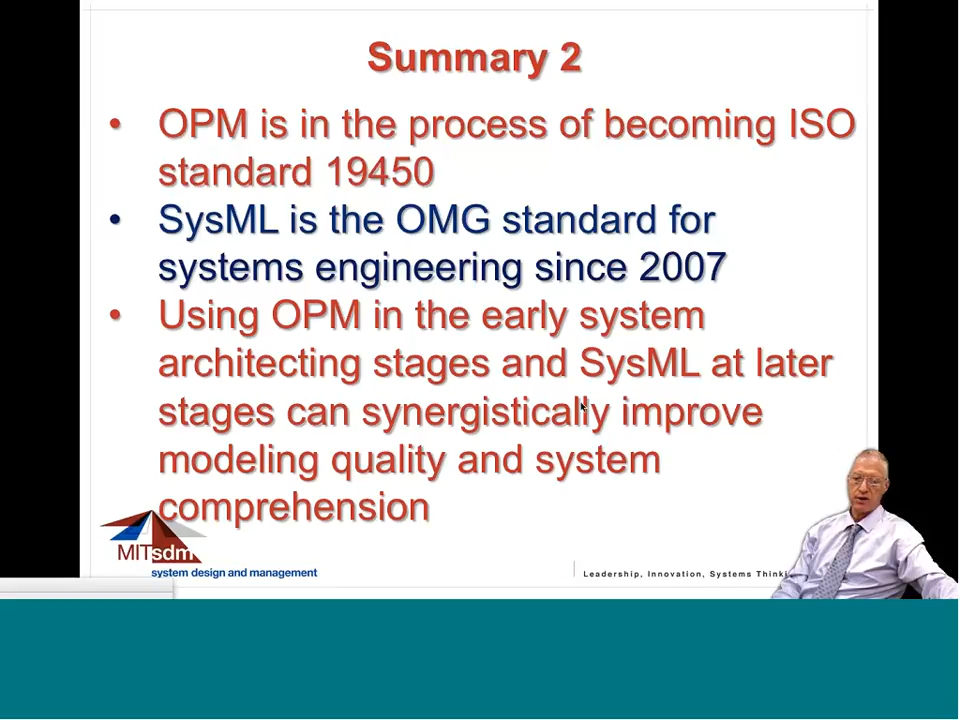 Summary 2
• OPM is in the process of becoming ISO
standard 19450
• SysML is the OMG standard for
systems engineering since 2007
• Using OPM in the early system
architecting stages and SysML at later
stages can synergistically improve
modeling quality and system
comprehension
MITsdm
system design and management
Leadership, Innovation, Systems Thinki